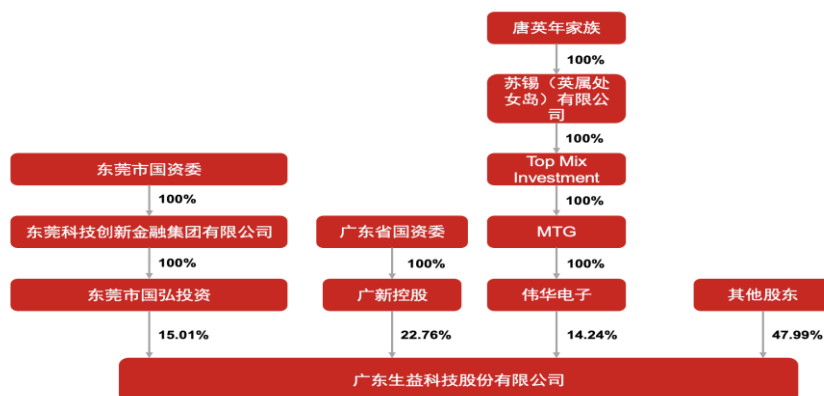 唐英年家族
100%
苏锡（英属处
女岛）有限公
司
100%
东莞市国资委
Top Mix
Investment
100%
100%
东莞科技创新金融集团有限公司
广东省国资委
MTG
100%
100%
100%
东莞市国弘投资
广新控股
伟华电子
其他股东
15.01%
22.76%
14.24%
47.99%
广东生益科技股份有限公司